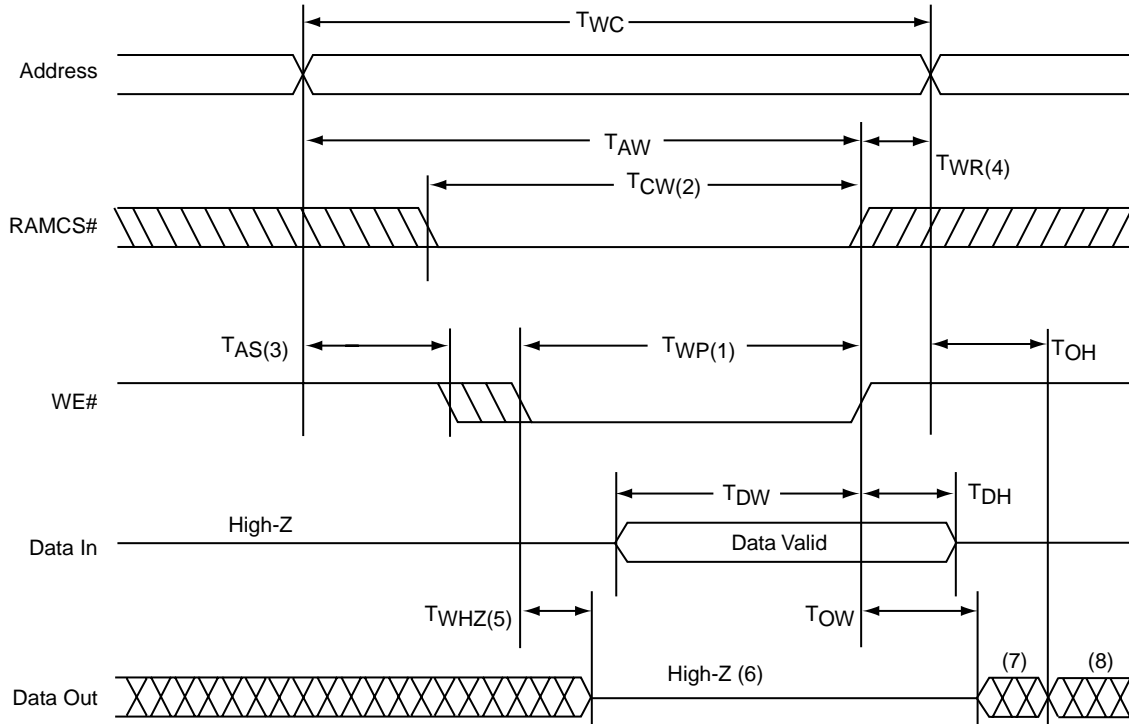 TWC
Address
TAW
TWR(4)
TCW(2)
RAMCS#
TAS(3)
TWP(1)
TOH
WE#
TDW
TDH
High-Z
Data In
Data Valid
TWHZ(5)
TOW
High-Z (6)
(7)
(8)
Data Out